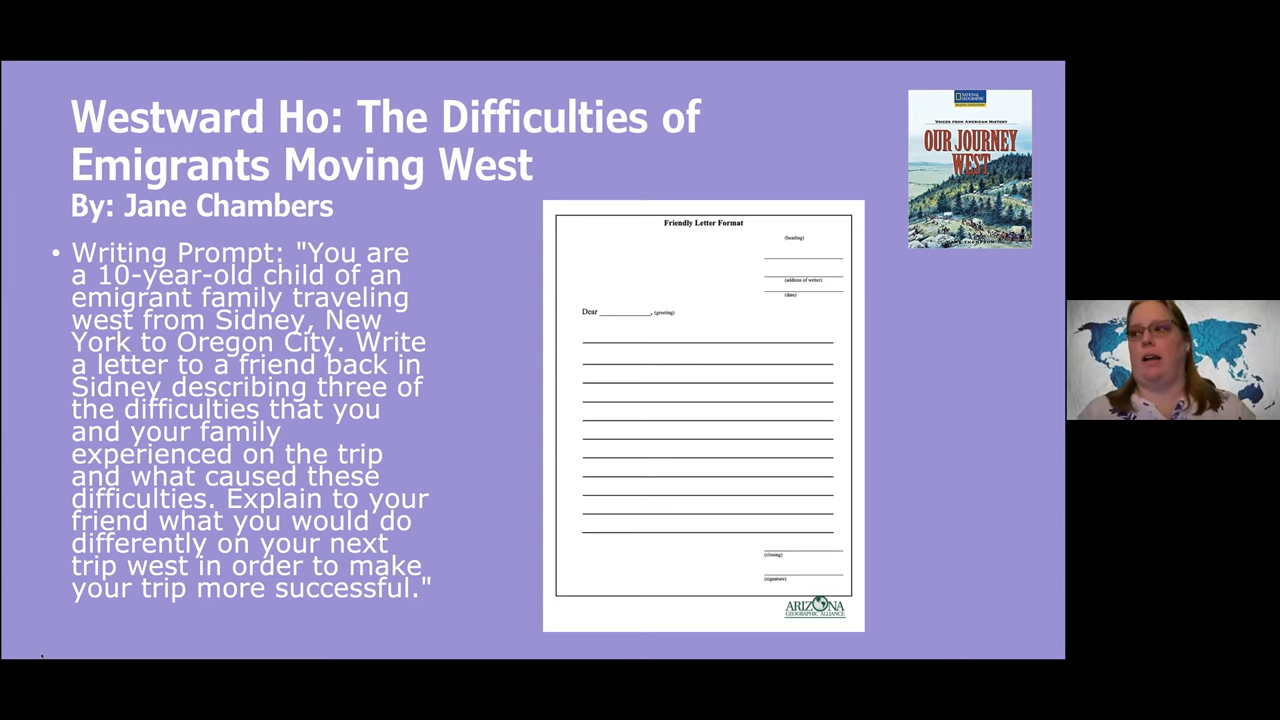 Westward Ho: The Difficulties of
Emigrants Moving West
By: Jane Chambers
• Writing Prompt: "You are
a 10-year-old child of an
emigrant family traveling
west from Sidney, New
York to Oregon City. Write
a letter to a friend back in
Sidney describing three of
the difficulties that you
and your family
experienced on the trip
and what caused these
difficulties. Explain to your
friend what you would do
differently on your next
trip west in order to make
your trip more successful."
Friendly Letter Format
(heading)
(address of writer)
(date)
Dear ____________, (greeting)
(closing)
(signature)
ARIZONA
GEOGRAPHIC ALLIANCE
NATIONAL
GEOGRAPHIC
VOICES FROM AMERICAN HISTORY
OUR JOURNEY
WEST
THOMPSON